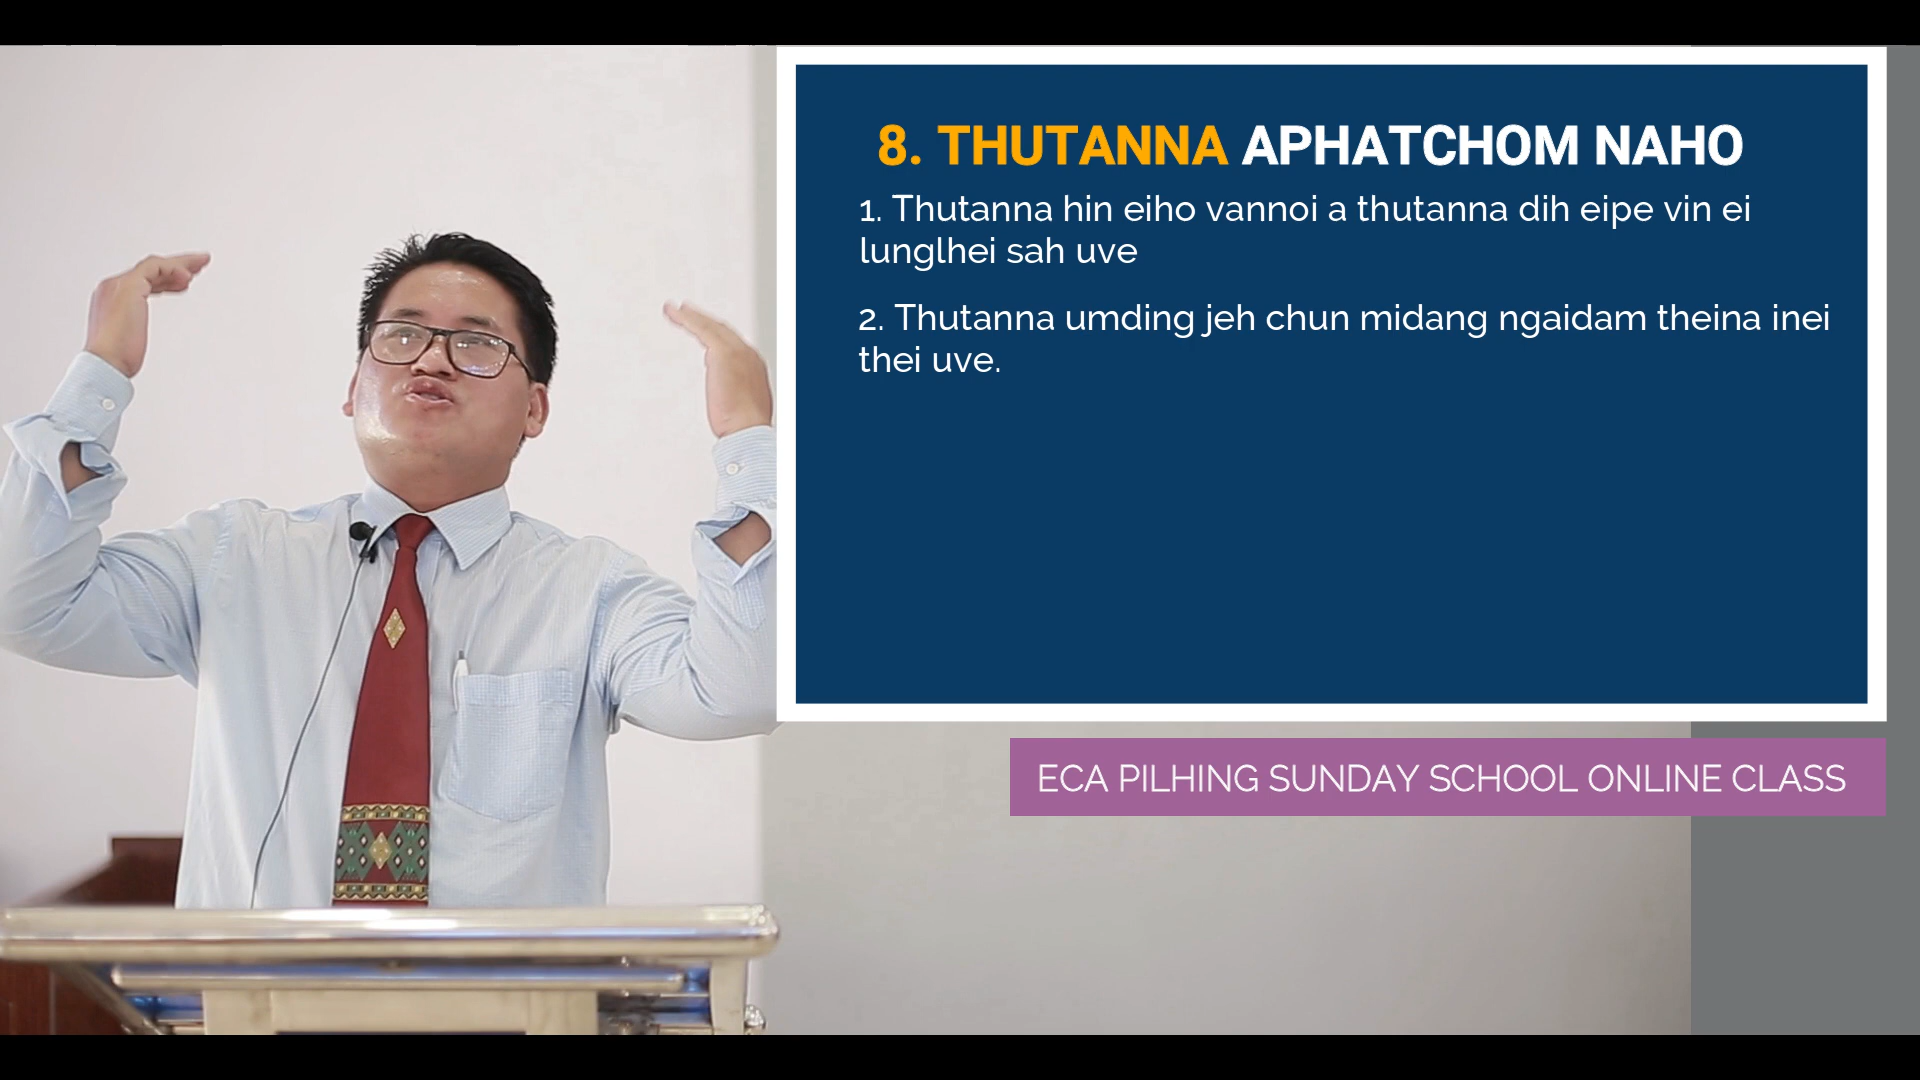 8. THUTANNA APHATCHOM NAHO
1. Thutanna hin eiho vannoi a thutanna dih eipe vin ei
lunglhei sah uve
2. Thutanna umding jeh chun midang ngaidam theina inei
thei uve.
ECA PILHING SUNDAY SCHOOL ONLINE CLASS